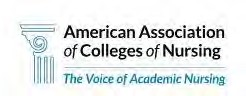 American Association
of Colleges of Nursing
The Voice of Academic Nursing